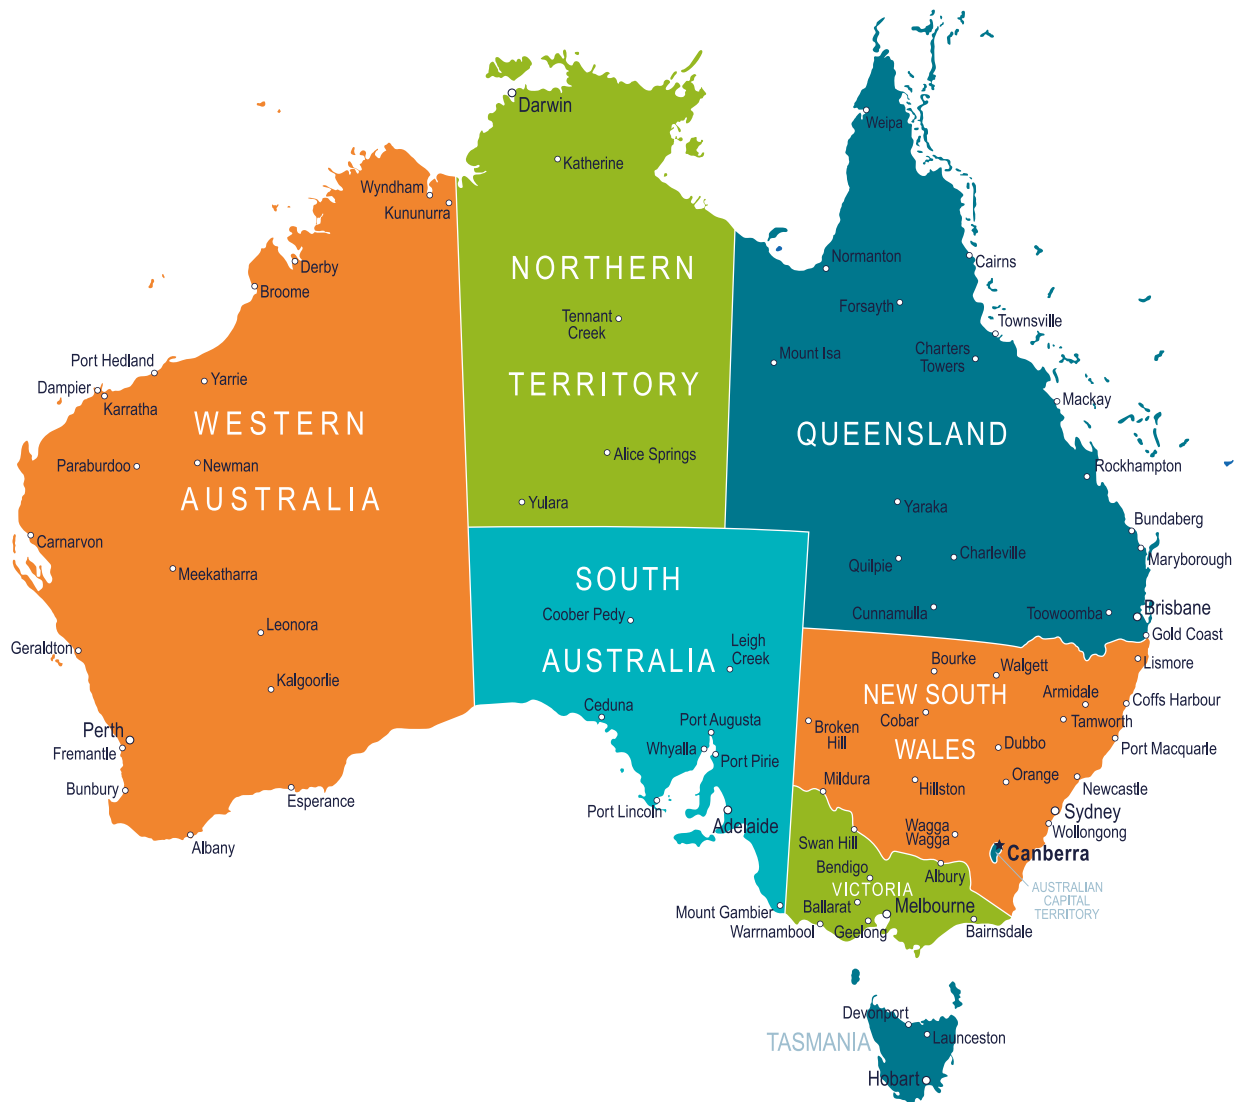 Darwin
Weipa
Katherine
Wyndham
Kununurra
Derby
Broome
NORTHERN
TERRITORY
Tennant
Creek
Alice Springs
Yulara
Normanton
Cairns
Forsayth
Townsville
Mount Isa
Charters
Towers
Mackay
QUEENSLAND
Rockhampton
Yaraka
Bundaberg
Maryborough
Charleville
Quilpie
Cunnamulla
Toowoomba
Brisbane
Gold Coast
Port Hedland
Dampier
Karratha
Yarrie
WESTERN
AUSTRALIA
Paraburdoo
Newman
Carnarvon
Meekatharra
Leonora
Geraldton
Kalgoorlie
Perth
Fremantle
Bunbury
Esperance
Albany
SOUTH
AUSTRALIA
Coober Pedy
Leigh
Creek
Ceduna
Port Augusta
Whyalla
Port Pirie
Port Lincoln
Adelaide
Mount Gambier
Bourke
Walgett
Lismore
NEW SOUTH
WALES
Armidale
Coffs Harbour
Cobar
Tamworth
Broken
Hill
Dubbo
Port Macquarie
Mildura
Hillston
Orange
Newcastle
Sydney
Wollongong
Wagga
Wagga
Canberra
AUSTRALIAN
CAPITAL
TERRITORY
Swan Hill
Bendigo
Albury
VICTORIA
Ballarat
Melbourne
Warrnambool
Geelong
Bairnsdale
Devonport
TASMANIA
Launceston
Hobart